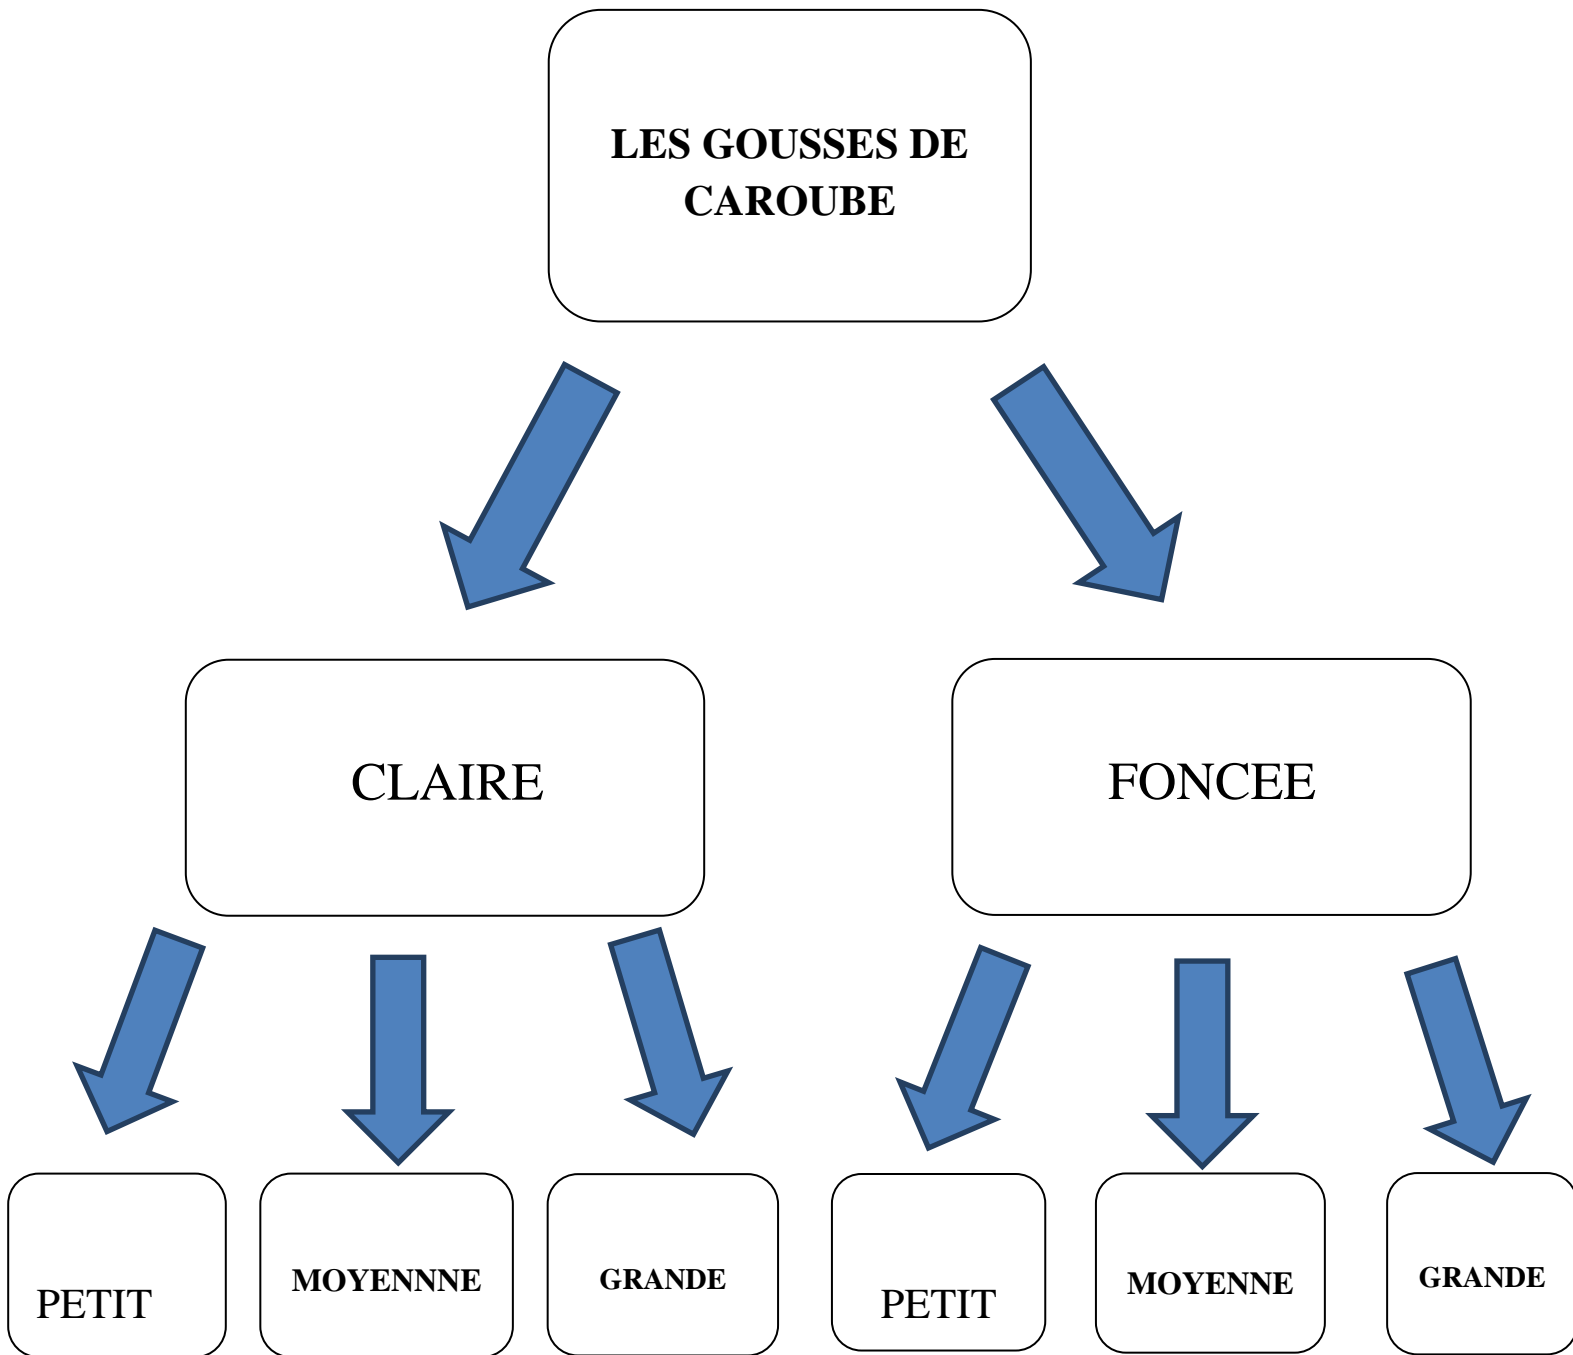 LES GOUSSES DE
CAROUBE
CLAIRE
FONCEE
PETIT
MOYENNNE
GRANDE
PETIT
MOYENNE
GRANDE